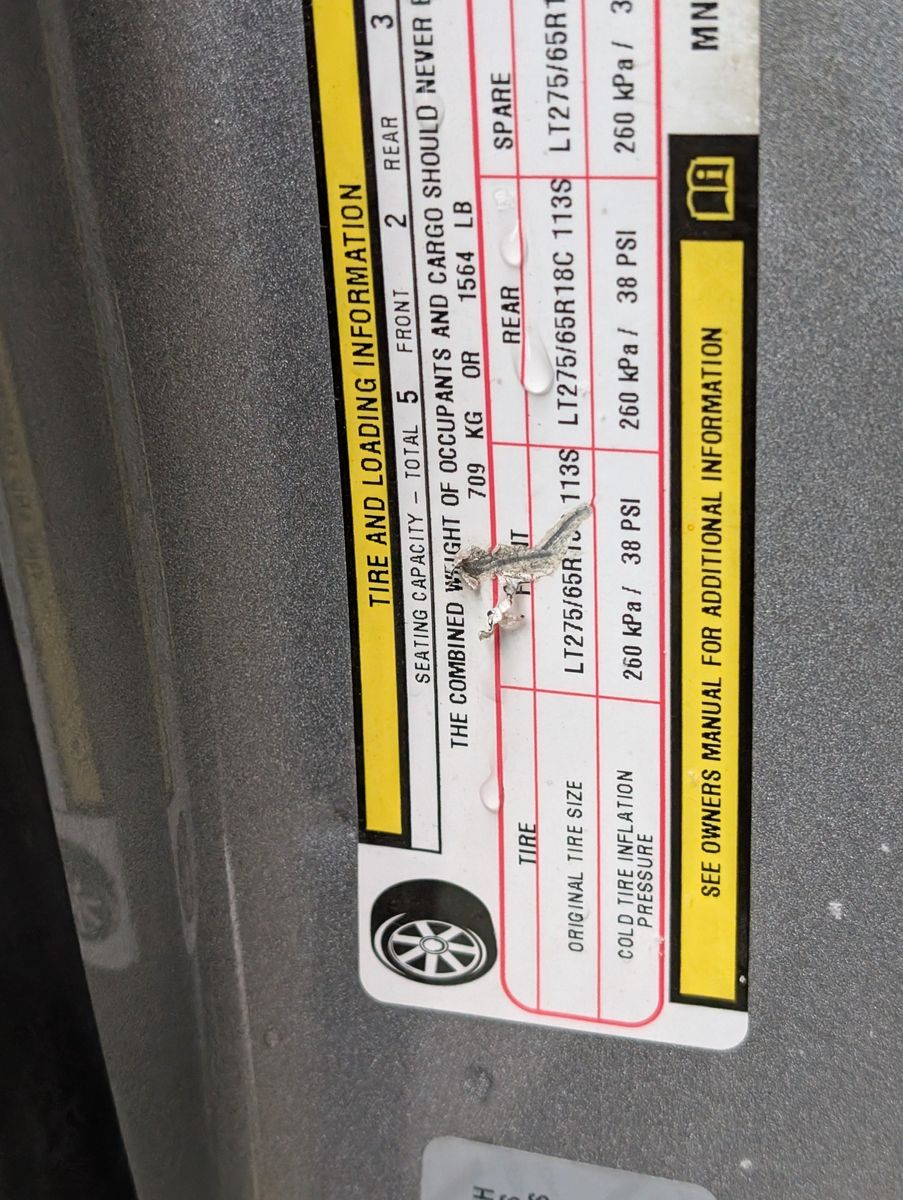 TIRE AND LOADING INFORMATION
SEATING CAPACITY - TOTAL 5 FRONT 2 REAR 3
THE COMBINED WEIGHT OF OCCUPANTS AND CARGO SHOULD NEVER
709 KG OR 1564 LB
TIRE REAR SPARE
ORIGINAL TIRE SIZE 113S LT275/65R18C 113S LT275/65R1
COLD TIRE INFLATION PRESSURE 260 kPa / 38 PSI 260 kPa / 38 PSI 260 kPa / 3
SEE OWNERS MANUAL FOR ADDITIONAL INFORMATION
MN